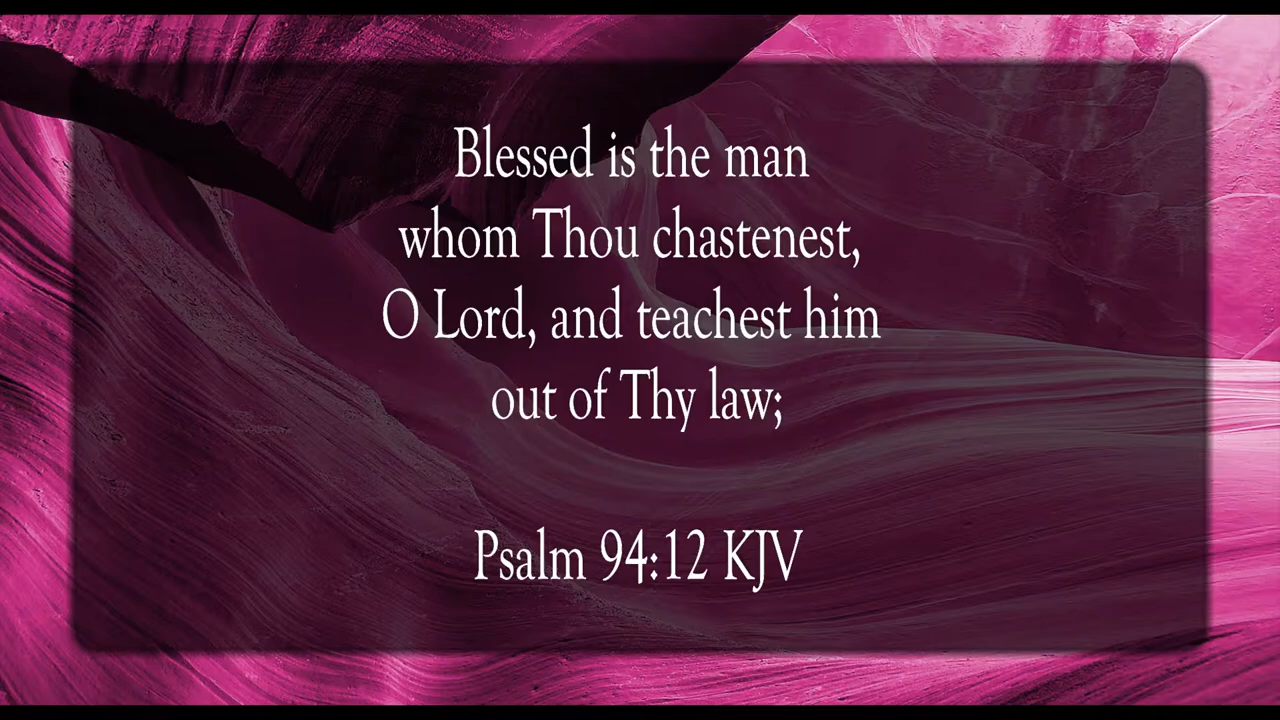 Blessed is the man
whom Thou chastenest,
O Lord, and teachest him
out of Thy law;
Psalm 94:12 KJV